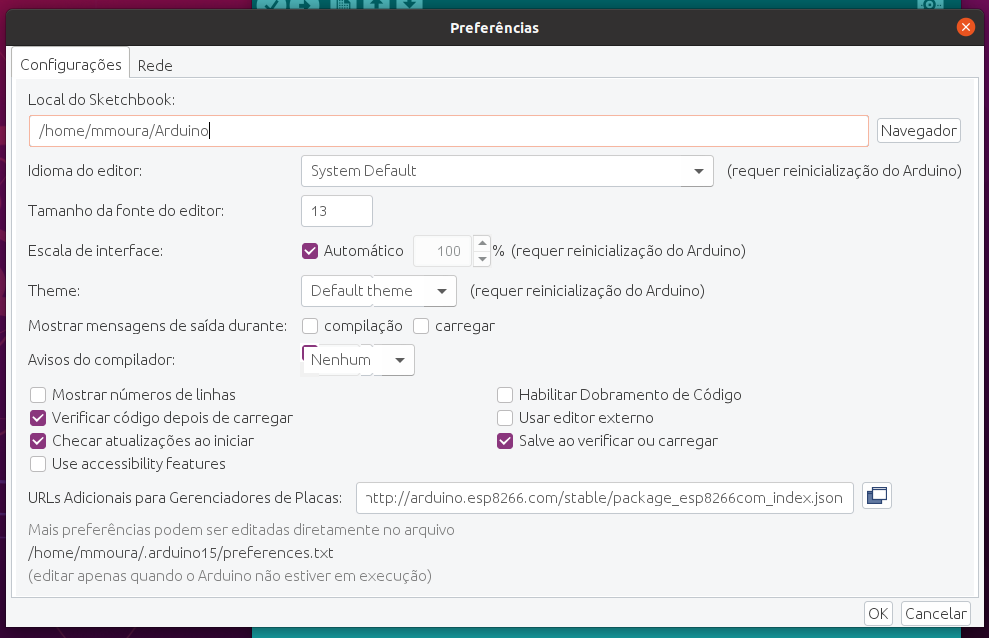 Preferências
Configurações Rede
Local do Sketchbook:
/home/mmoura/Arduino Navegador
Idioma do editor: System Default (requer reinicialização do Arduino)
Tamanho da fonte do editor: 13
Escala de interface: Automático 100 % (requer reinicialização do Arduino)
Theme: Default theme (requer reinicialização do Arduino)
Mostrar mensagens de saída durante: compilação carregar
Avisos do compilador: Nenhum
Mostrar números de linhas Habilitar Dobramento de Código
Verificar código depois de carregar Usar editor externo
Checar atualizações ao iniciar Salve ao verificar ou carregar
Use accessibility features
URLs Adicionais para Gerenciadores de Placas: http://arduino.esp8266.com/stable/package_esp8266com_index.json
Mais preferências podem ser editadas diretamente no arquivo
/home/mmoura/.arduino15/preferences.txt
(editar apenas quando o Arduino não estiver em execução)
OK Cancelar